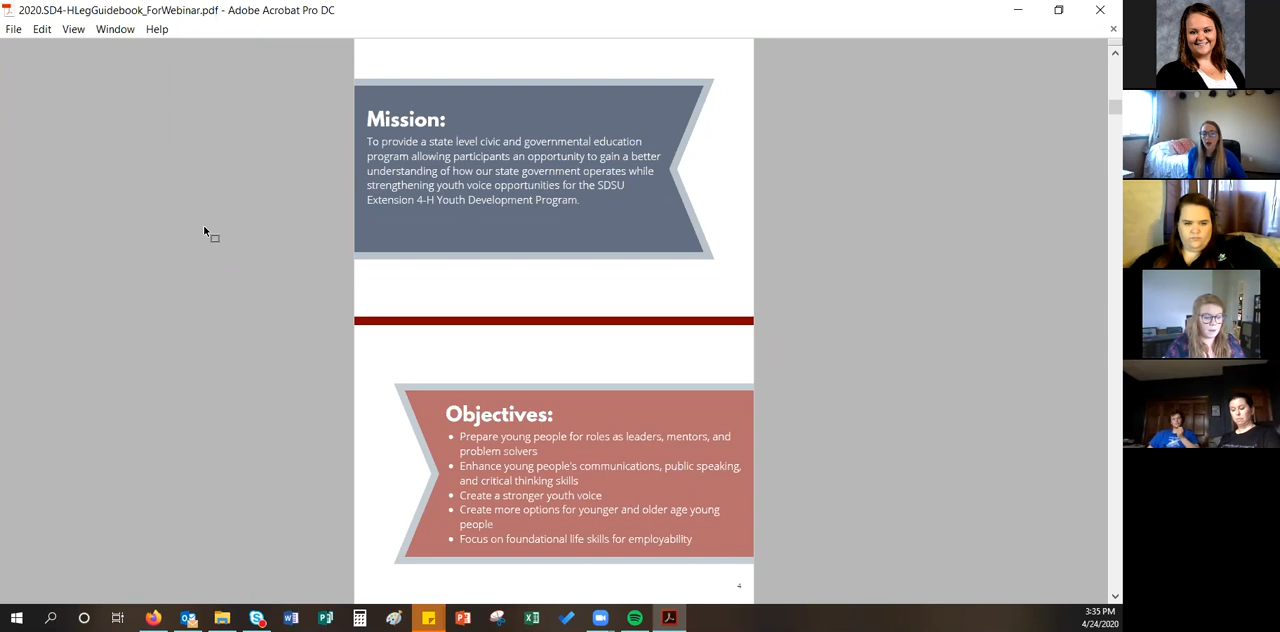 2020.SD4-HLegGuidebook_ForWebinar.pdf - Adobe Acrobat Pro DC
File Edit View Window Help
Mission:
To provide a state level civic and governmental education
program allowing participants an opportunity to gain a better
understanding of how our state government operates while
strengthening youth voice opportunities for the SDSU
Extension 4-H Youth Development Program.
Objectives:
• Prepare young people for roles as leaders, mentors, and
problem solvers
• Enhance young people's communications, public speaking,
and critical thinking skills
• Create a stronger youth voice
• Create more options for younger and older age young
people
• Focus on foundational life skills for employability
4
3:35 PM
4/24/2020